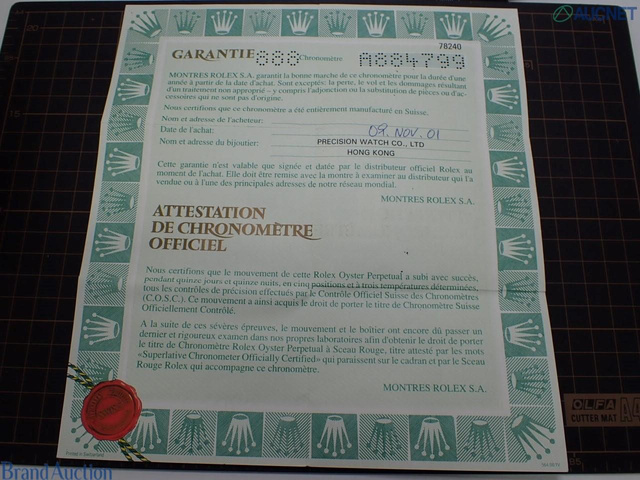 AUCNET
78240
GARANTIE 888 Chronomètre A884799
MONTRES ROLEX S.A. garantit la bonne marche de ce chronomètre pour la durée d'une
année à partir de la date d'achat. Sont exceptés: la perte, le vol et les dommages résultant
d'un traitement non approprié – y compris l'adjonction ou la substitution de pièces ou d'ac-
cessoires qui ne sont pas d'origine.
Nous certifions que ce chronomètre a été entièrement manufacturé en Suisse.
Nom et adresse de l'acheteur:
Date de l'achat: 09. NOV. 01
Nom et adresse du bijoutier: PRECISION WATCH CO., LTD
HONG KONG
Cette garantie n'est valable que signée et datée par le distributeur officiel Rolex au
moment de l'achat. Elle doit être remise avec la montre à examiner au distributeur qui l'a
vendue ou à l'une des principales adresses de notre réseau mondial.
MONTRES ROLEX S.A.
ATTESTATION
DE CHRONOMÈTRE
OFFICIEL
Nous certifions que le mouvement de cette Rolex Oyster Perpetual a subi avec succès,
pendant quinze jours et quinze nuits, en cinq positions et à trois températures déterminées,
tous les contrôles de précision effectués par le Contrôle Officiel Suisse des Chronomètres
(C.O.S.C.). Ce mouvement a ainsi acquis le droit de porter le titre de Chronomètre Suisse
Officiellement Contrôlé.
A la suite de ces sévères épreuves, le mouvement et le boîtier ont encore dû passer un
dernier et rigoureux examen dans nos propres laboratoires afin d'obtenir le droit de porter
le titre de Chronomètre Rolex Oyster Perpetual à Sceau Rouge, titre attesté par les mots
«Superlative Chronometer Officially Certified» qui paraissent sur le cadran et par le Sceau
Rouge Rolex qui accompagne ce chronomètre.
MONTRES ROLEX S.A.
OLFA
CUTTER MAT A4
Printed in Switzerland
Brand Auction